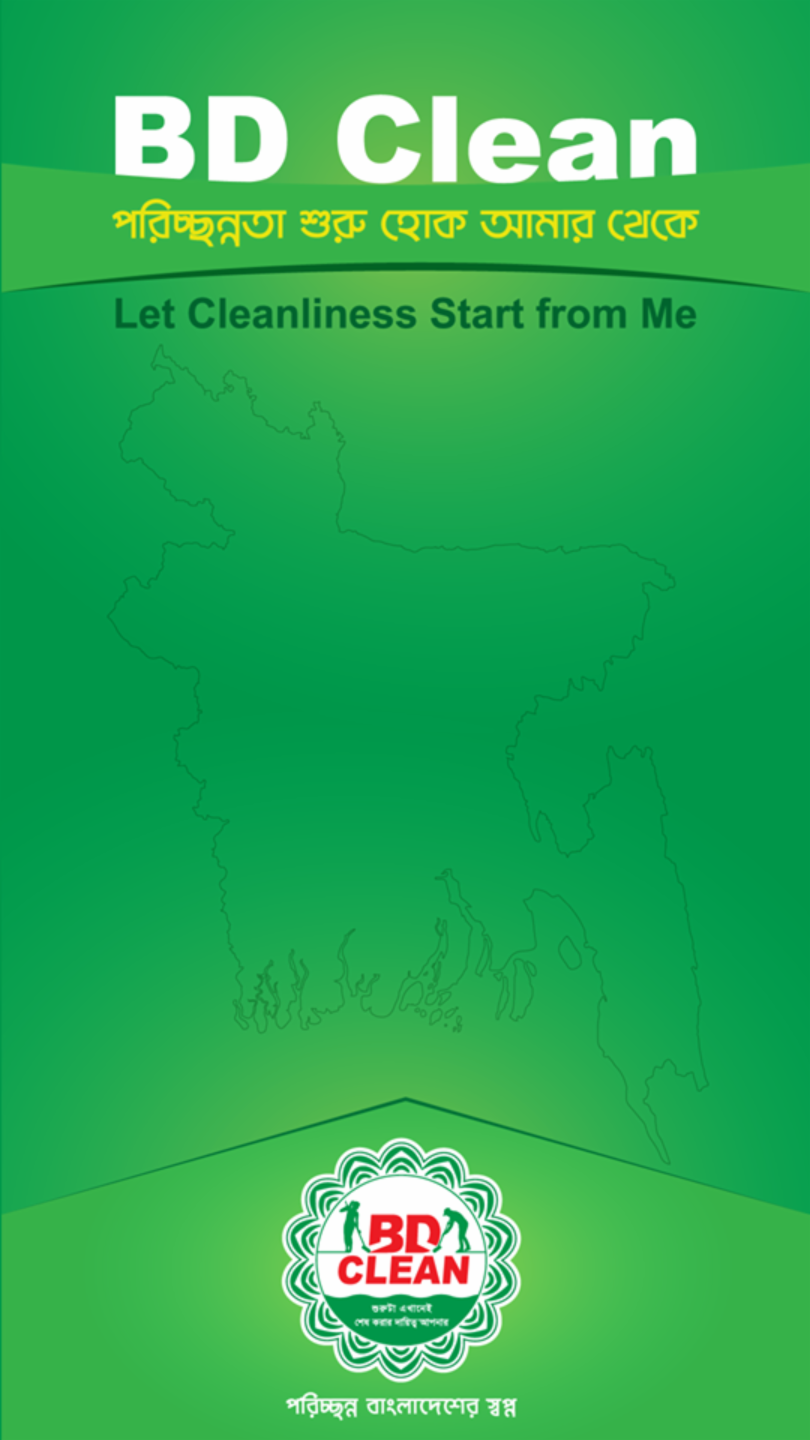 BD Clean
পরিচ্ছন্নতা শুরু হোক আমার থেকে
Let Cleanliness Start from Me
BD
CLEAN
শুরুটা এখানেই
শেষ করার দায়িত্ব আপনার
পরিচ্ছন্ন বাংলাদেশের স্বপ্ন